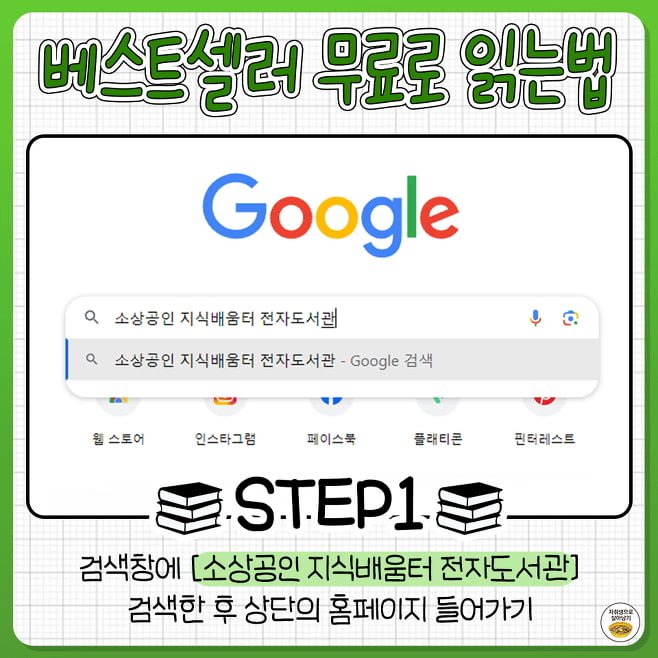 베스트셀러 무료로 읽는법
Google
소상공인 지식배움터 전자도서관
소상공인 지식배움터 전자도서관 - Google 검색
웹 스토어 인스타그램 페이스북 플래티콘 핀터레스트
STEP1
검색창에 [소상공인 지식배움터 전자도서관]
검색한 후 상단의 홈페이지 들어가기
자취생으로
살아남기